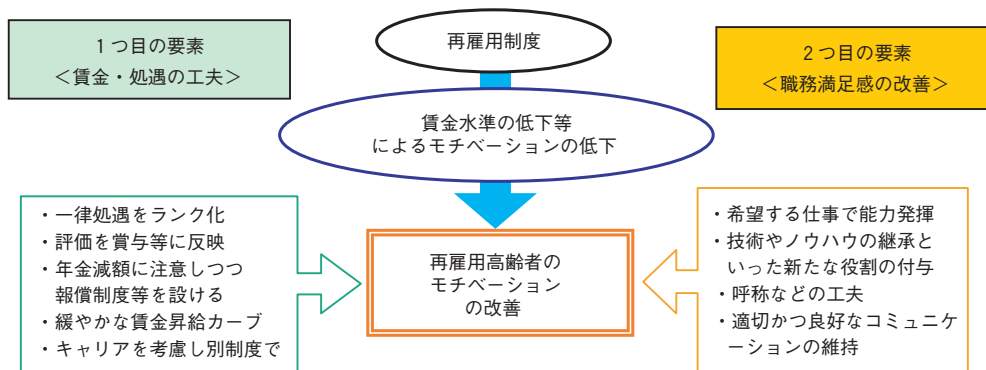 1つ目の要素
＜賃金・処遇の工夫＞
再雇用制度
2つ目の要素
＜職務満足感の改善＞
賃金水準の低下等
によるモチベーションの低下
・一律処遇をランク化
・評価を賞与等に反映
・年金減額に注意しつつ
報償制度等を設ける
・緩やかな賃金昇給カーブ
・キャリアを考慮し別制度で
再雇用高齢者の
モチベーション
の改善
・希望する仕事で能力発揮
・技術やノウハウの継承と
いった新たな役割の付与
・呼称などの工夫
・適切かつ良好なコミュニケ
ーションの維持